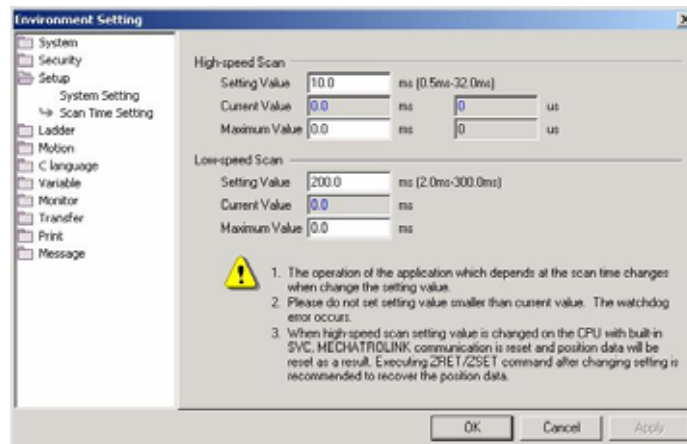 Environment Setting
System
Security
Setup
System Setting
Scan Time Setting
Ladder
Motion
C language
Variable
Monitor
Transfer
Print
Message
High-speed Scan
Setting Value 10.0 ms (0.5ms-32.0ms)
Current Value 0.0 ms 0 us
Maximum Value 0.0 ms 0 us
Low-speed Scan
Setting Value 200.0 ms (2.0ms-300.0ms)
Current Value 0.0 ms
Maximum Value 0.0 ms
1. The operation of the application which depends at the scan time changes
when change the setting value.
2. Please do not set setting value smaller than current value. The watchdog
error occurs.
3. When high-speed scan setting value is changed on the CPU with built-in
SVC, MECHATROLINK communication is reset and position data will be
reset as a result. Executing ZRET/ZSET command after changing setting is
recommended to recover the position data.
OK Cancel Apply